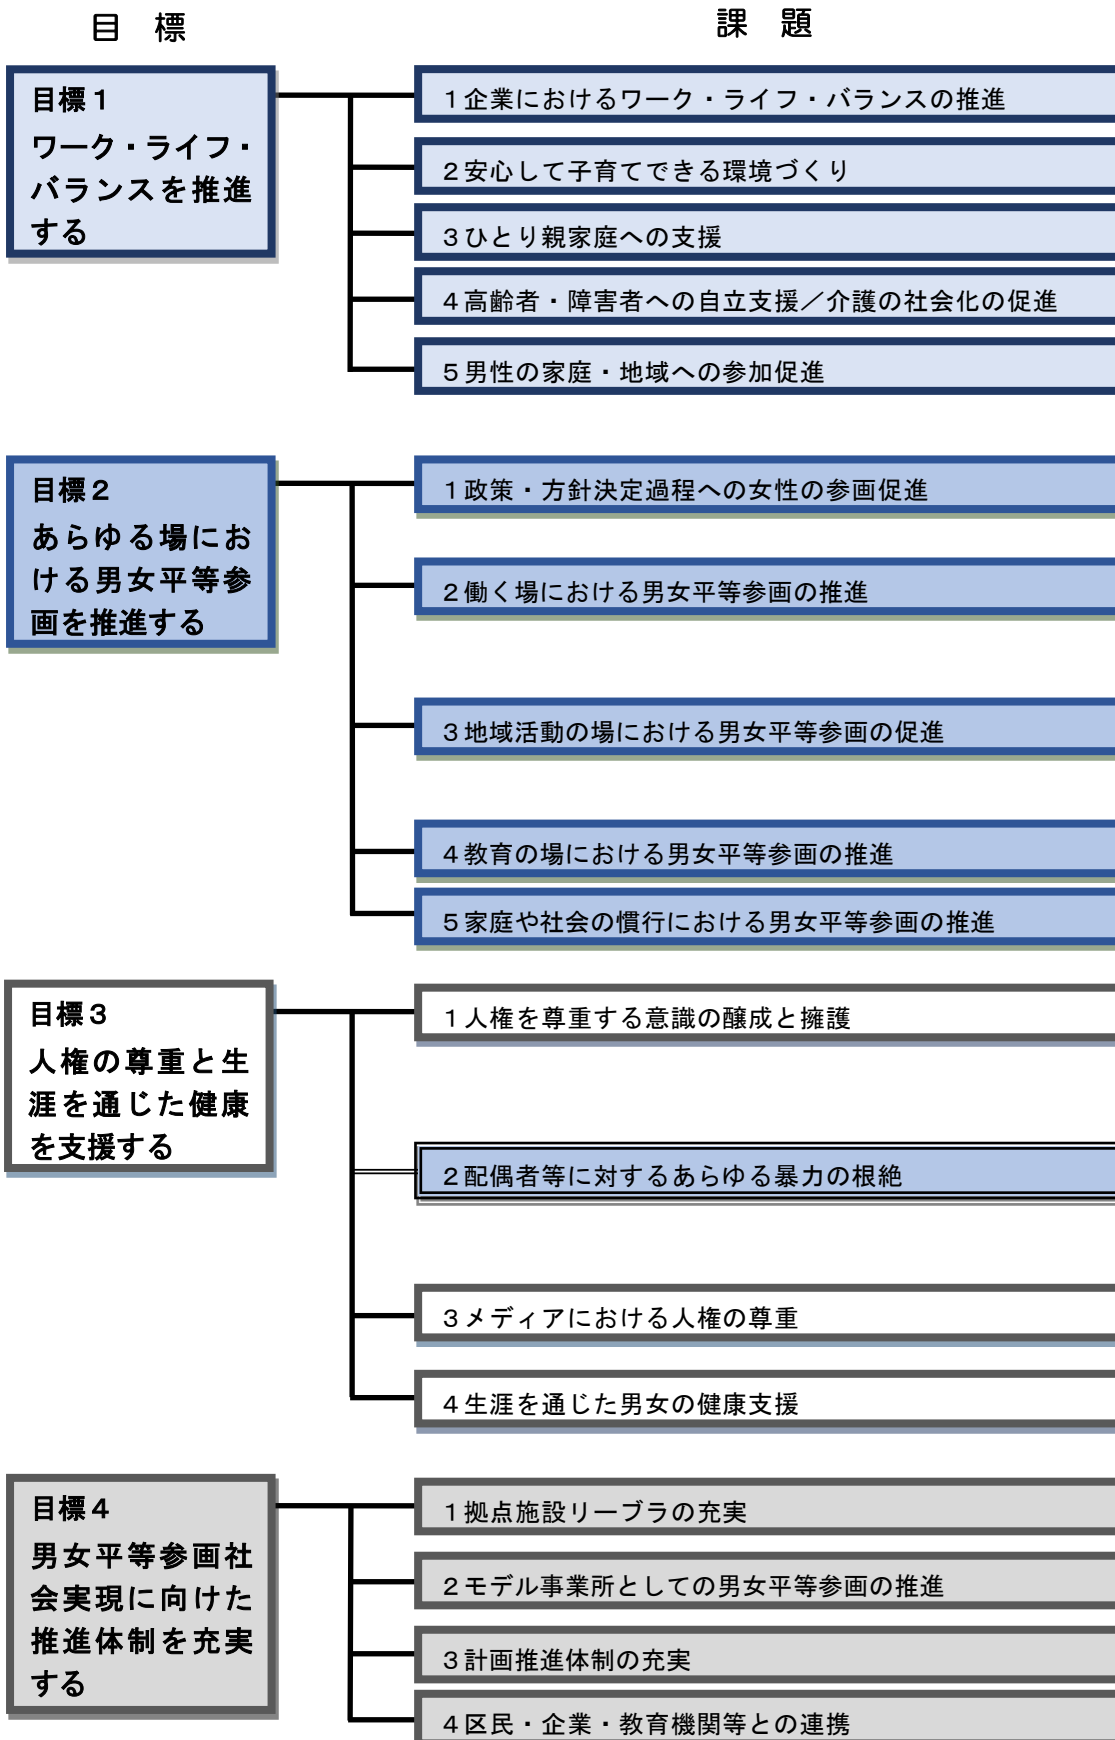 目 標
課 題
目標１
ワーク・ライフ・
バランスを推進
する
１企業におけるワーク・ライフ・バランスの推進
２安心して子育てできる環境づくり
３ひとり親家庭への支援
４高齢者・障害者への自立支援／介護の社会化の促進
５男性の家庭・地域への参加促進
目標２
あらゆる場にお
ける男女平等参
画を推進する
１政策・方針決定過程への女性の参画促進
２働く場における男女平等参画の推進
３地域活動の場における男女平等参画の促進
４教育の場における男女平等参画の推進
５家庭や社会の慣行における男女平等参画の推進
目標３
人権の尊重と生
涯を通じた健康
を支援する
１人権を尊重する意識の醸成と擁護
２配偶者等に対するあらゆる暴力の根絶
３メディアにおける人権の尊重
４生涯を通じた男女の健康支援
目標４
男女平等参画社
会実現に向けた
推進体制を充実
する
１拠点施設リーブラの充実
２モデル事業所としての男女平等参画の推進
３計画推進体制の充実
４区民・企業・教育機関等との連携